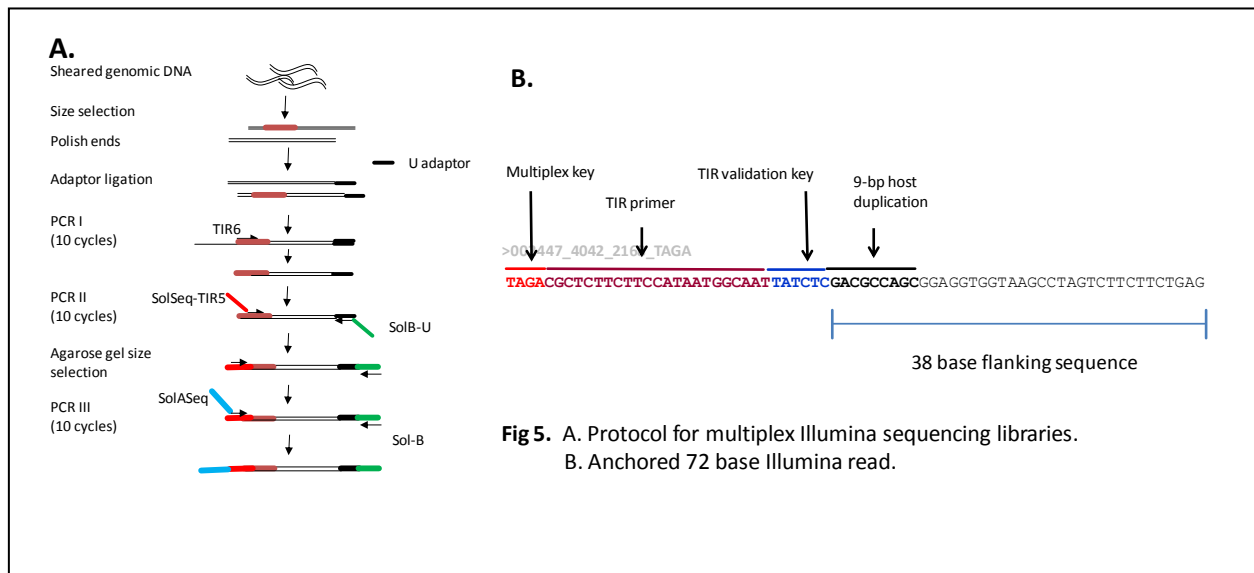 A.
Sheared genomic DNA
Size selection
Polish ends
U adaptor
Adaptor ligation
PCR I
(10 cycles)
TIR6
SolSeq-TIR5
PCR II
(10 cycles)
SolB-U
Agarose gel size
selection
SolASeq
PCR III
(10 cycles)
Sol-B
B.
Multiplex key
TIR primer
TIR validation key
9-bp host
duplication
TAGACGCTCTTCTTCCATAATGGCAATTATCTCGACGCCAGCGGAGGTGGTAAGCCTAGTCTTCTTCTGAG
38 base flanking sequence
Fig 5. A. Protocol for multiplex Illumina sequencing libraries.
B. Anchored 72 base Illumina read.